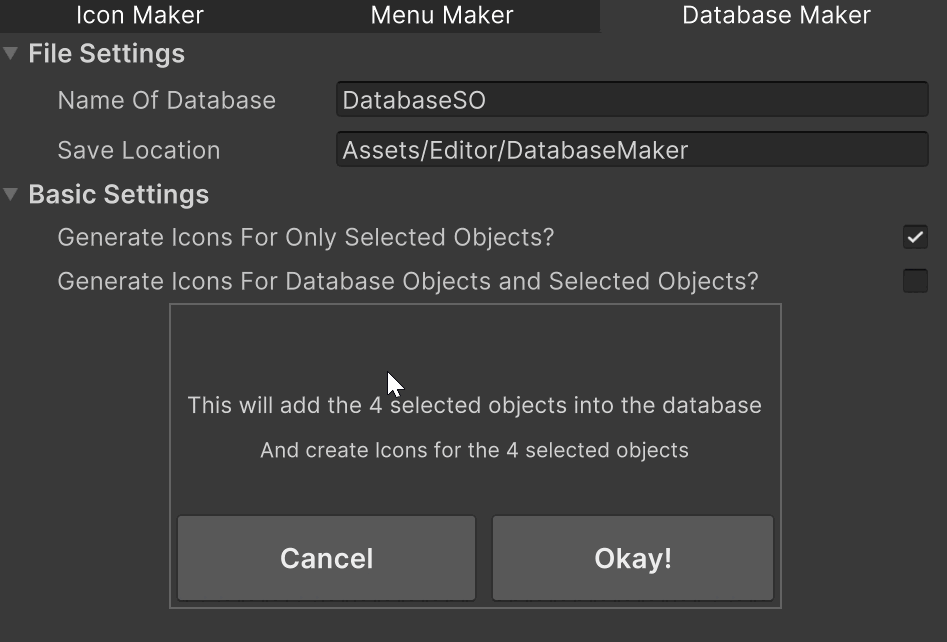 Icon Maker Menu Maker Database Maker
File Settings
Name Of Database DatabaseSO
Save Location Assets/Editor/DatabaseMaker
Basic Settings
Generate Icons For Only Selected Objects?
Generate Icons For Database Objects and Selected Objects?
This will add the 4 selected objects into the database
And create Icons for the 4 selected objects
Cancel Okay!